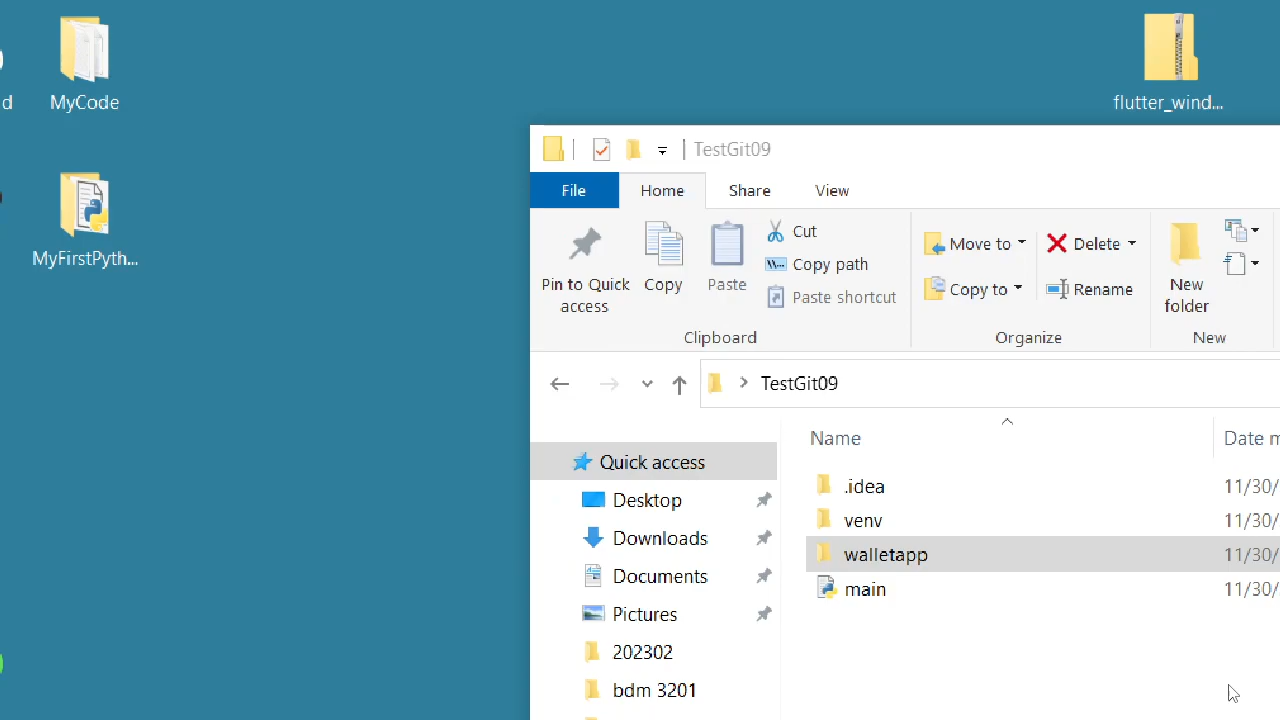 d
MyCode
flutter_wind...
MyFirstPyth...
TestGit09
File
Home
Share
View
Pin to Quick access
Copy
Paste
Cut
Copy path
Paste shortcut
Clipboard
Move to
Copy to
Delete
Rename
Organize
New folder
New
TestGit09
Name
Date m
Quick access
Desktop
Downloads
Documents
Pictures
202302
bdm 3201
.idea
11/30/
venv
11/30/
walletapp
11/30/
main
11/30/